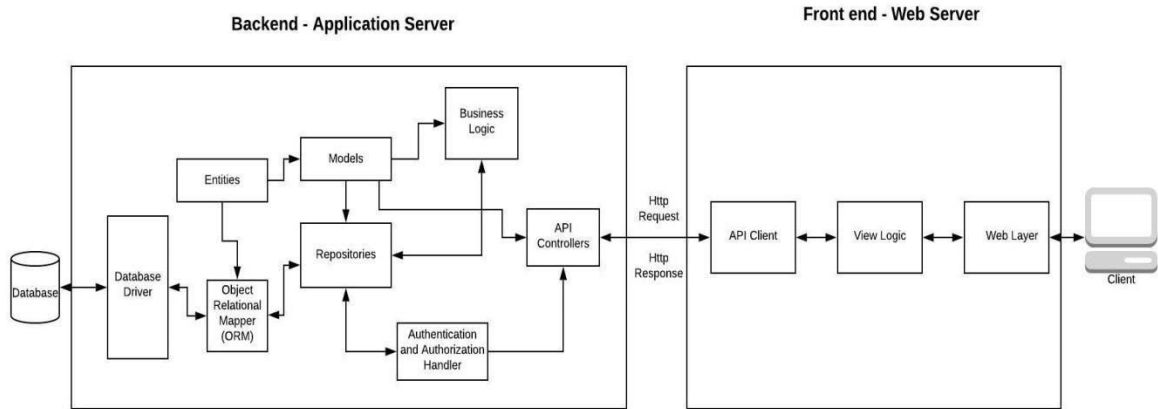 Backend - Application Server
Front end - Web Server
Business
Logic
Models
Entities
Database
Database
Driver
Object
Relational
Mapper
(ORM)
Repositories
Authentication
and Authorization
Handler
API
Controllers
Http
Request
Http
Response
API Client
View Logic
Web Layer
Client